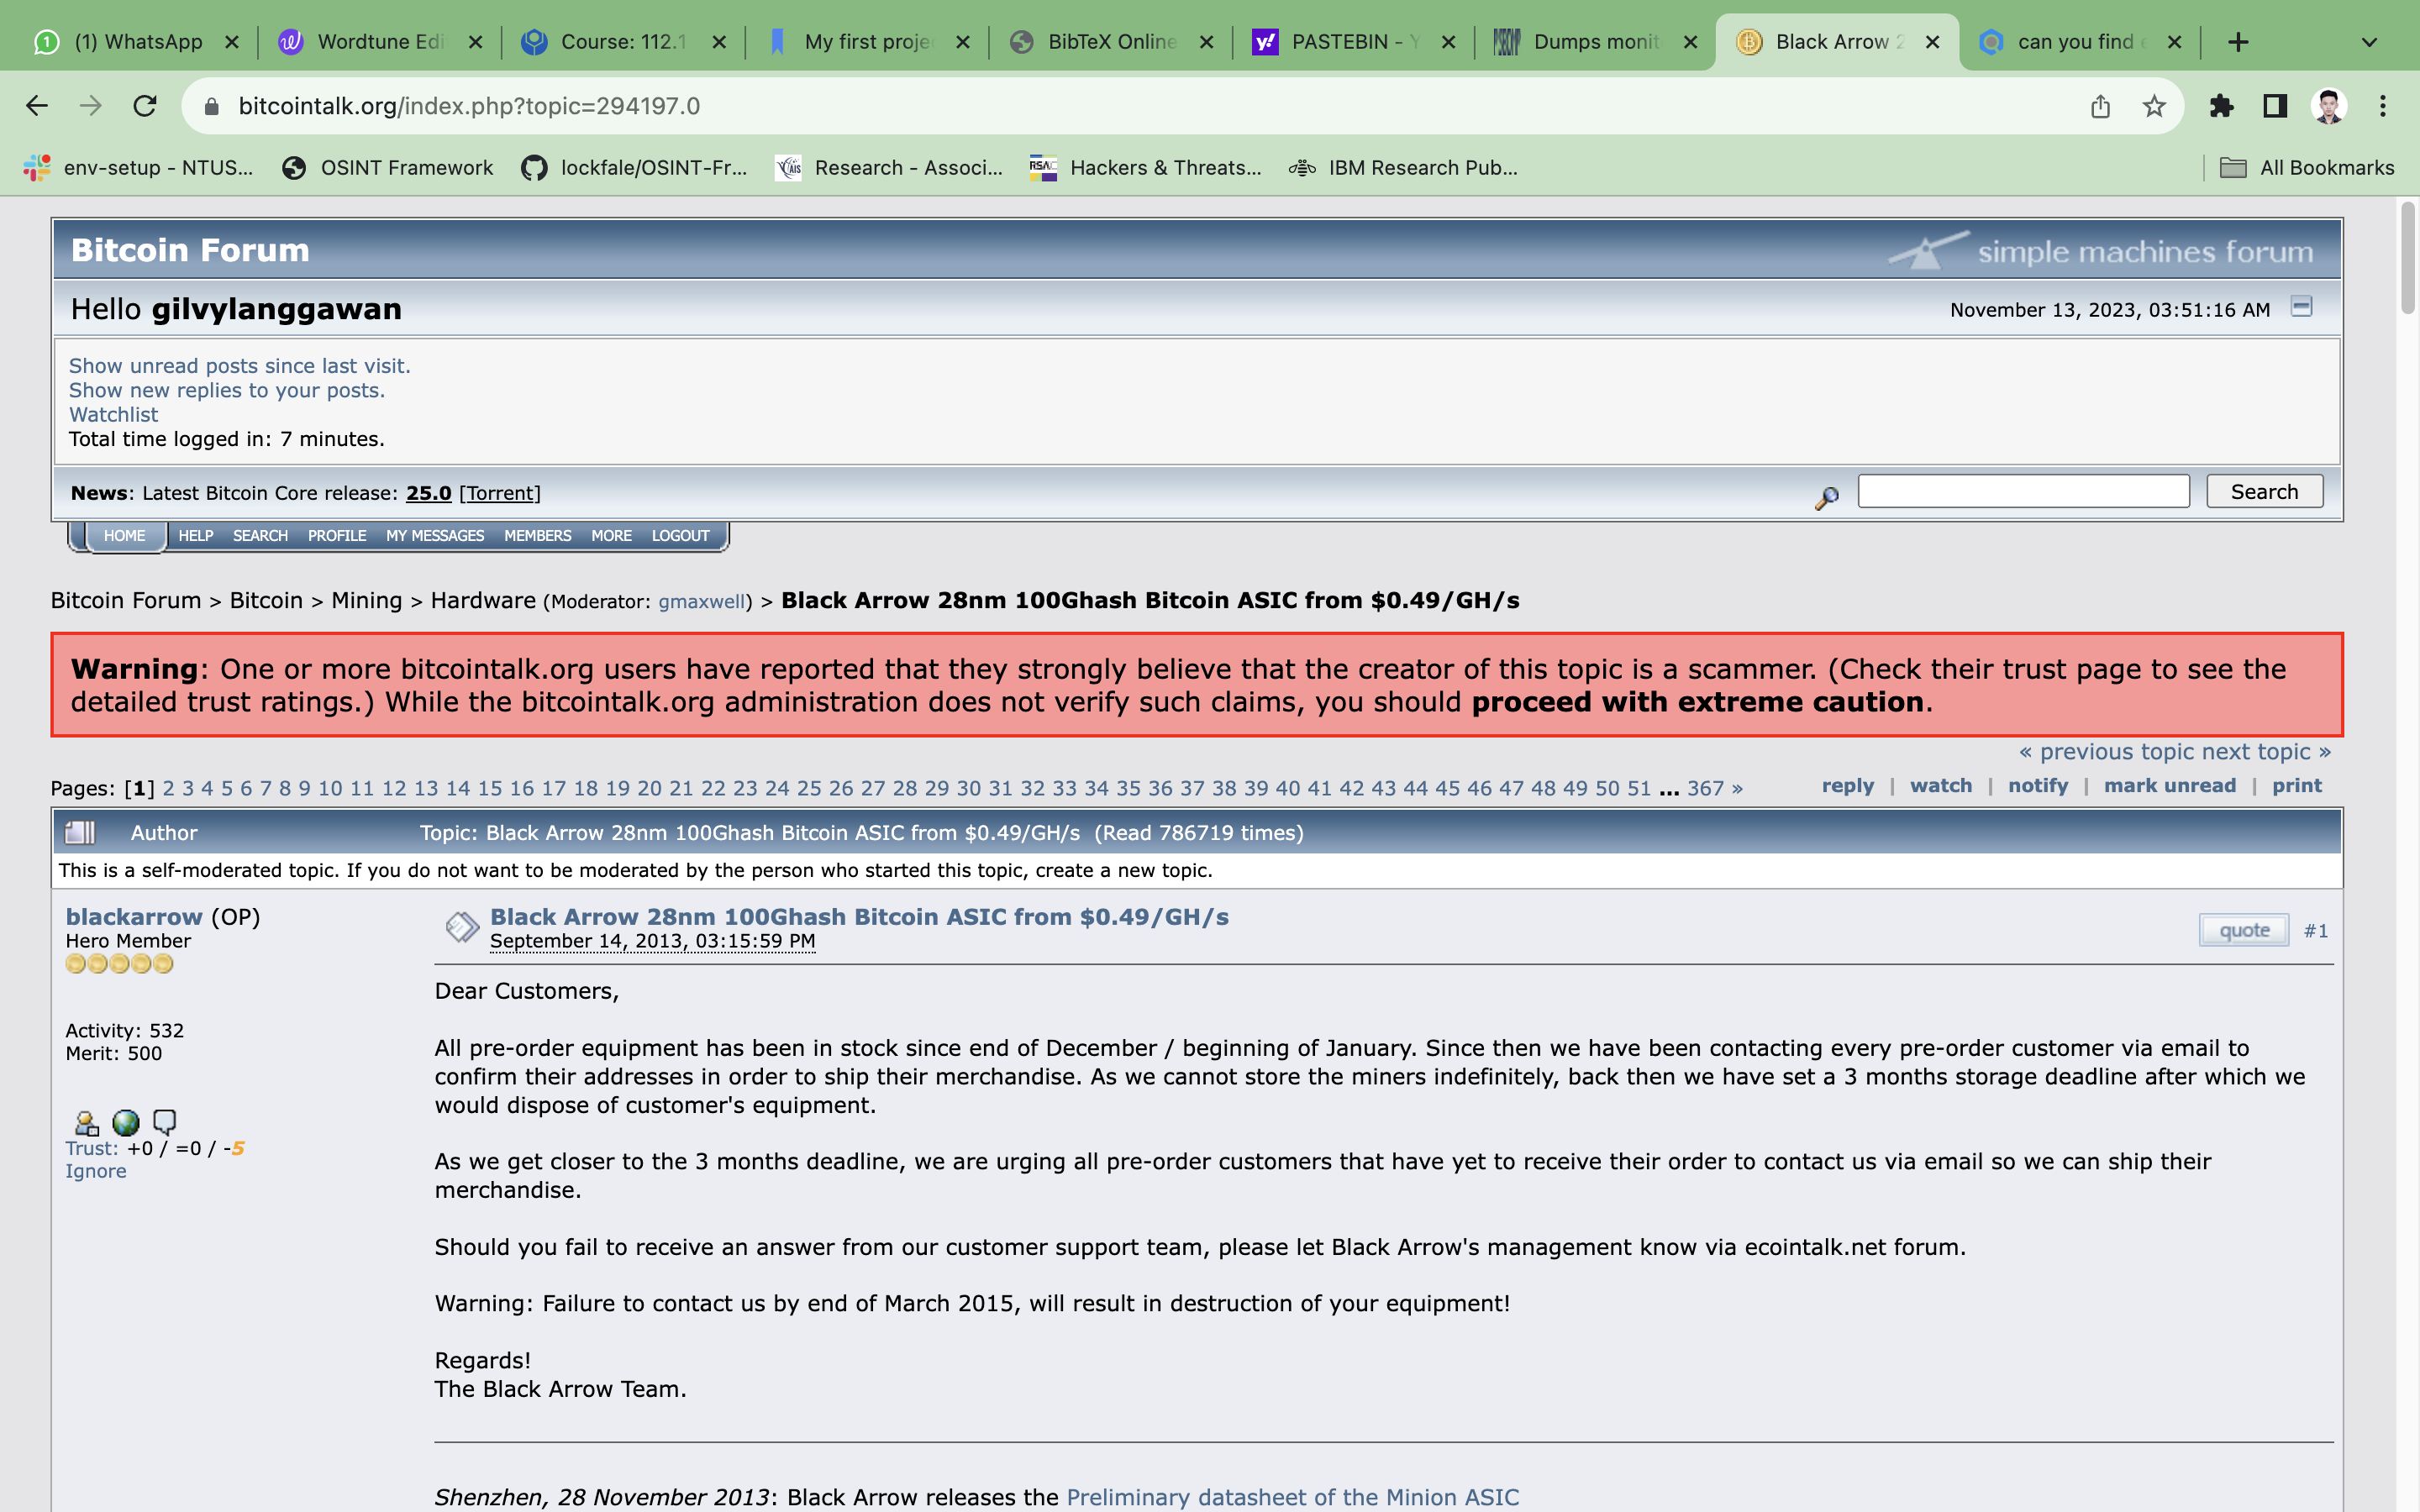 (1) WhatsApp
Wordtune Edi
Course: 112.1
My first proje
BibTeX Online
PASTEBIN - Y
Dumps monit
Black Arrow 2
can you find e
bitcointalk.org/index.php?topic=294197.0
env-setup - NTUS...
OSINT Framework
lockfale/OSINT-Fr...
Research - Associ...
Hackers & Threats...
IBM Research Pub...
All Bookmarks
Bitcoin Forum
simple machines forum
Hello gilvylanggawan
November 13, 2023, 03:51:16 AM
Show unread posts since last visit.
Show new replies to your posts.
Watchlist
Total time logged in: 7 minutes.
News: Latest Bitcoin Core release: 25.0 [Torrent]
Search
HOME HELP SEARCH PROFILE MY MESSAGES MEMBERS MORE LOGOUT
Bitcoin Forum > Bitcoin > Mining > Hardware (Moderator: gmaxwell) > Black Arrow 28nm 100Ghash Bitcoin ASIC from $0.49/GH/s
Warning: One or more bitcointalk.org users have reported that they strongly believe that the creator of this topic is a scammer. (Check their trust page to see the
detailed trust ratings.) While the bitcointalk.org administration does not verify such claims, you should proceed with extreme caution.
« previous topic next topic »
Pages: [1] 2 3 4 5 6 7 8 9 10 11 12 13 14 15 16 17 18 19 20 21 22 23 24 25 26 27 28 29 30 31 32 33 34 35 36 37 38 39 40 41 42 43 44 45 46 47 48 49 50 51 ... 367 »
reply | watch | notify | mark unread | print
Author
Topic: Black Arrow 28nm 100Ghash Bitcoin ASIC from $0.49/GH/s (Read 786719 times)
This is a self-moderated topic. If you do not want to be moderated by the person who started this topic, create a new topic.
blackarrow (OP)
Hero Member
Activity: 532
Merit: 500
Trust: +0 / =0 / -5
Ignore
Black Arrow 28nm 100Ghash Bitcoin ASIC from $0.49/GH/s
September 14, 2013, 03:15:59 PM
quote
#1
Dear Customers,
All pre-order equipment has been in stock since end of December / beginning of January. Since then we have been contacting every pre-order customer via email to
confirm their addresses in order to ship their merchandise. As we cannot store the miners indefinitely, back then we have set a 3 months storage deadline after which we
would dispose of customer's equipment.
As we get closer to the 3 months deadline, we are urging all pre-order customers that have yet to receive their order to contact us via email so we can ship their
merchandise.
Should you fail to receive an answer from our customer support team, please let Black Arrow's management know via ecointalk.net forum.
Warning: Failure to contact us by end of March 2015, will result in destruction of your equipment!
Regards!
The Black Arrow Team.
Shenzhen, 28 November 2013: Black Arrow releases the Preliminary datasheet of the Minion ASIC